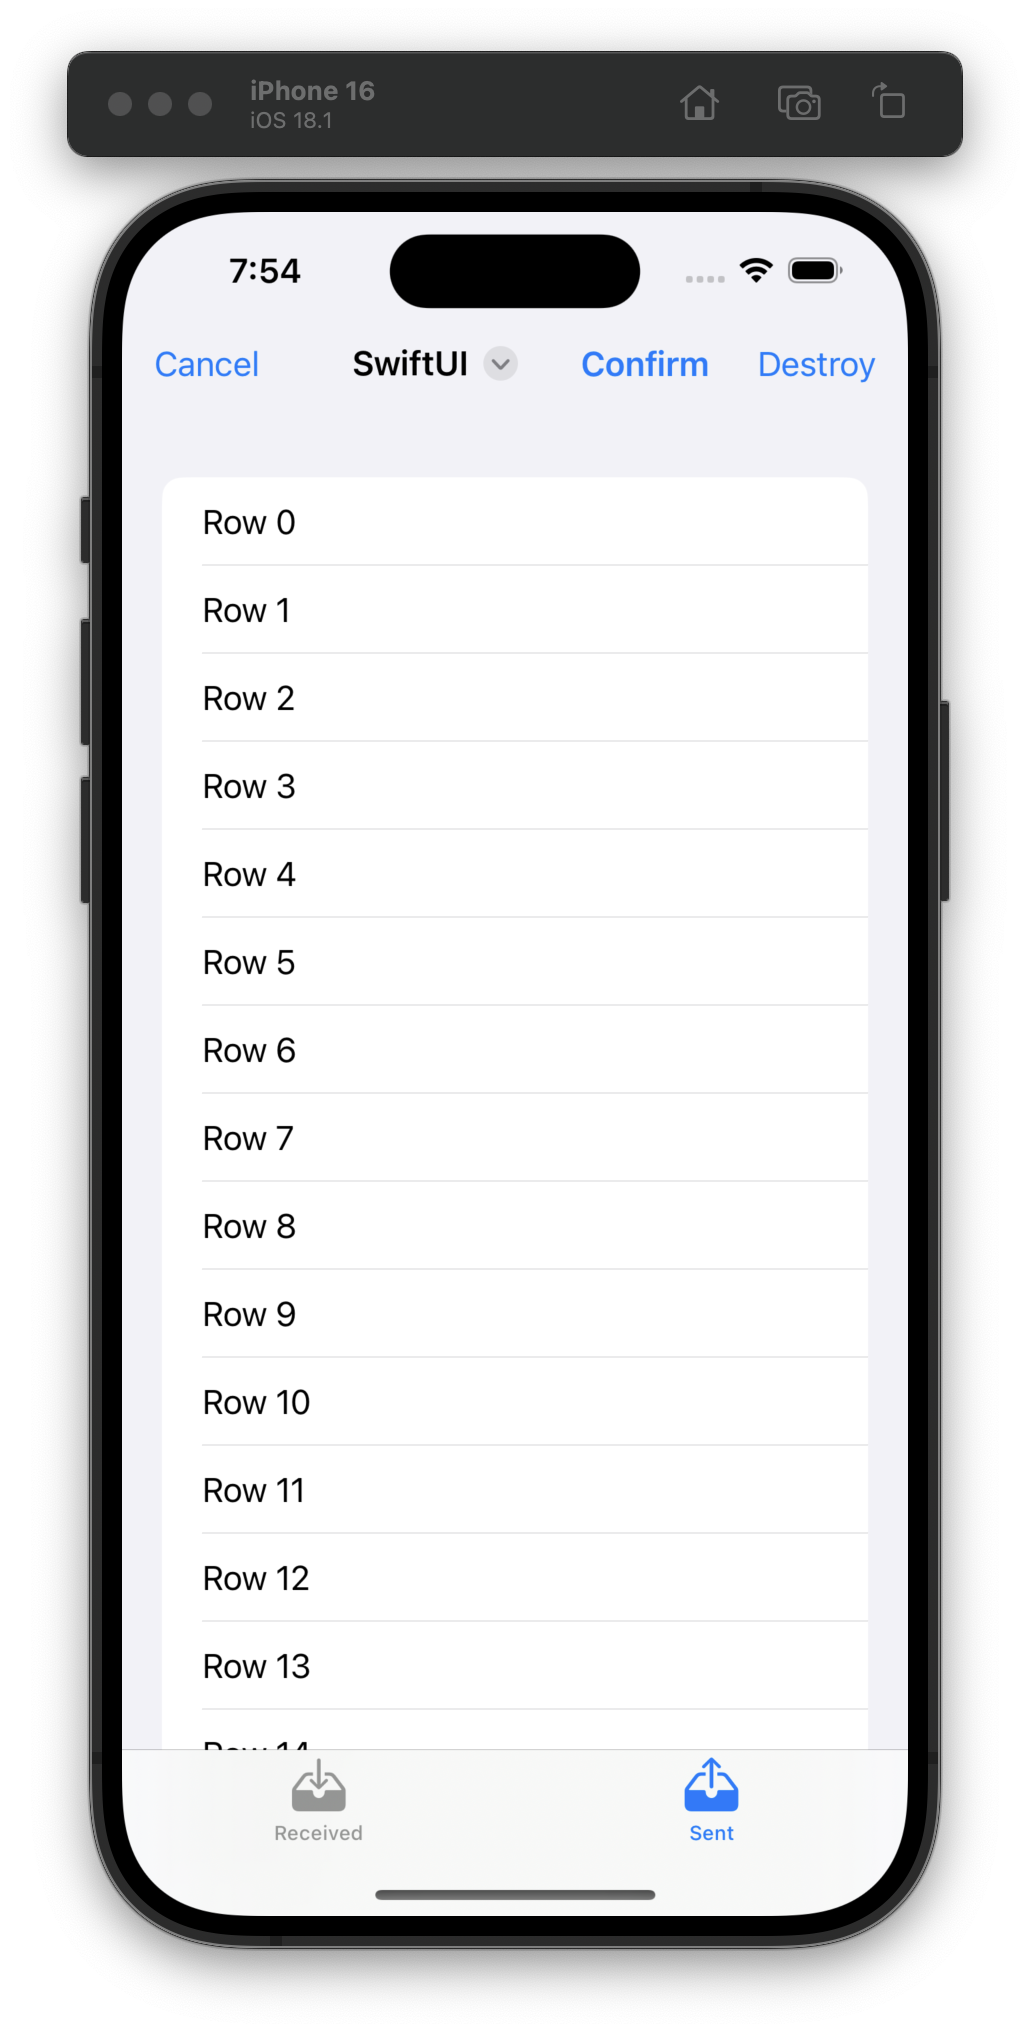 iPhone 16
iOS 18.1
7:54
Cancel SwiftUI Confirm Destroy
Row 0
Row 1
Row 2
Row 3
Row 4
Row 5
Row 6
Row 7
Row 8
Row 9
Row 10
Row 11
Row 12
Row 13
Row 14
Received Sent